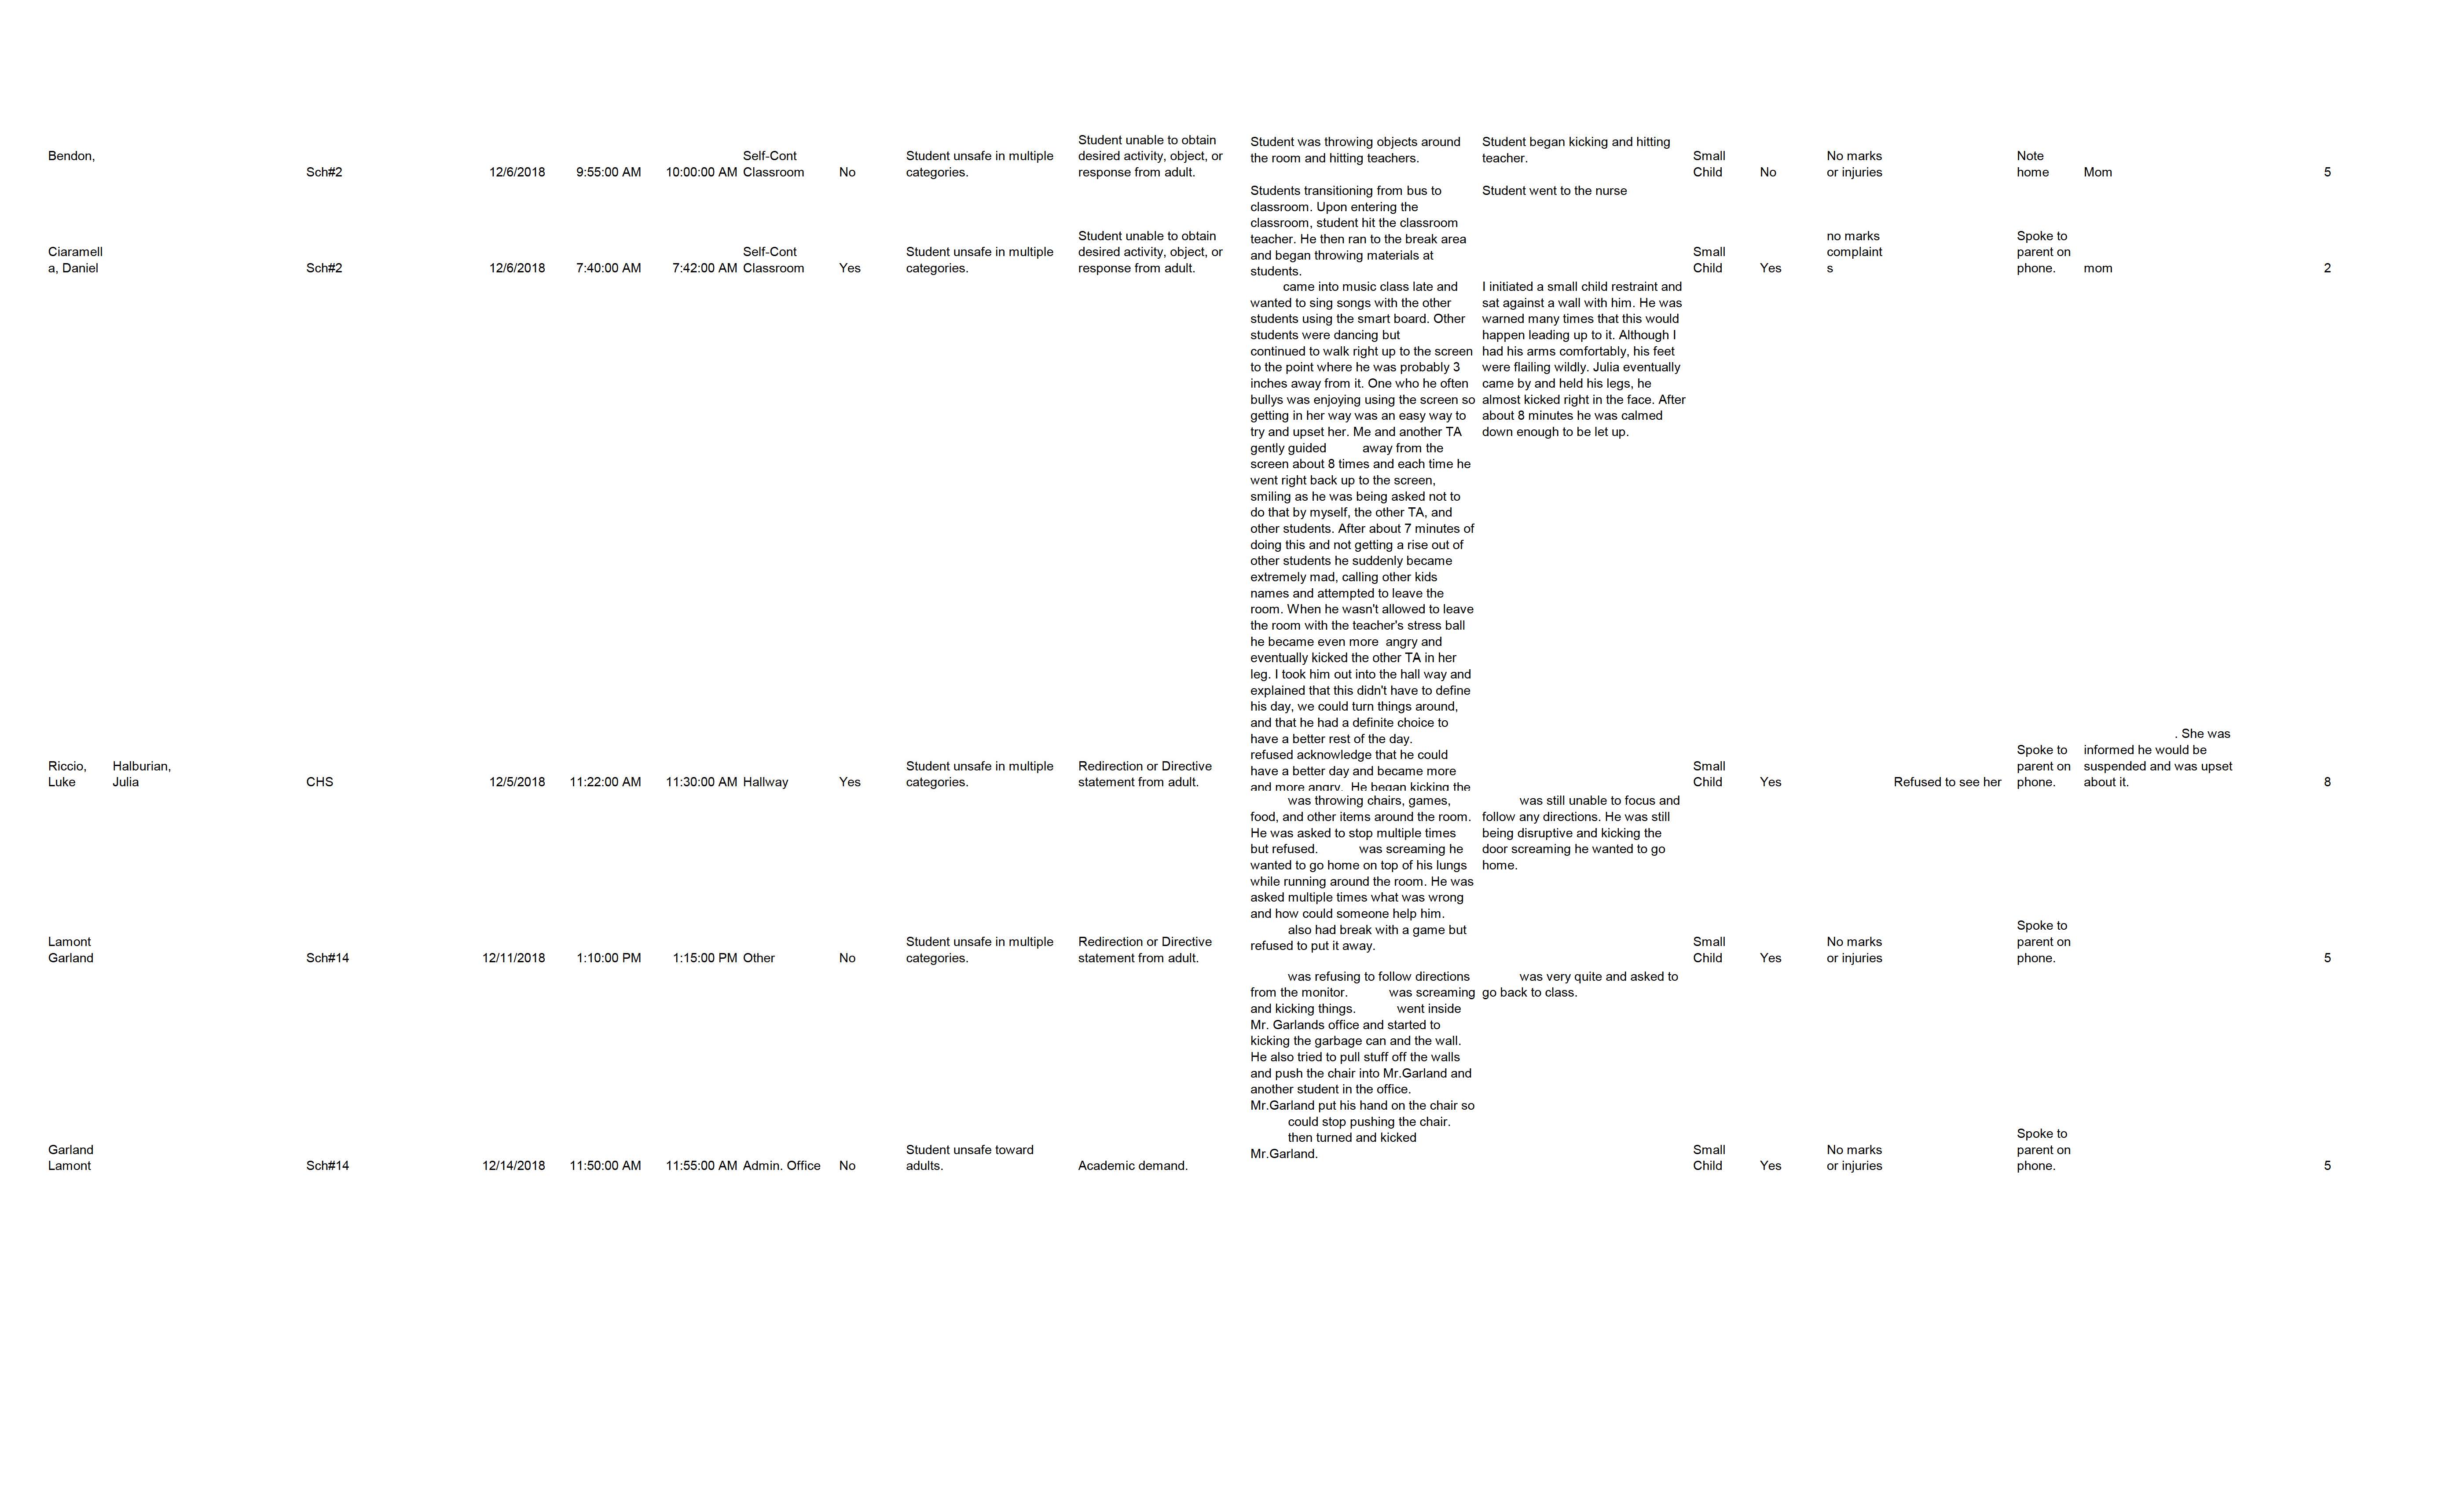 Bendon,
Sch#2
12/6/2018
9:55:00 AM
10:00:00 AM
Self-Cont
Classroom
No
Student unsafe in multiple
categories.
Student unable to obtain
desired activity, object, or
response from adult.
Student was throwing objects around
the room and hitting teachers.
Student began kicking and hitting
teacher.
Small
Child
No
No marks
or injuries
Note
home
Mom
5
Ciaramell
a, Daniel
Sch#2
12/6/2018
7:40:00 AM
7:42:00 AM
Self-Cont
Classroom
Yes
Student unsafe in multiple
categories.
Student unable to obtain
desired activity, object, or
response from adult.
Students transitioning from bus to
classroom. Upon entering the
classroom, student hit the classroom
teacher. He then ran to the break area
and began throwing materials at
students.
Student went to the nurse
Small
Child
Yes
no marks
complaint
s
Spoke to
parent on
phone.
mom
2
Riccio,
Luke
Halburian,
Julia
CHS
12/5/2018
11:22:00 AM
11:30:00 AM
Hallway
Yes
Student unsafe in multiple
categories.
Redirection or Directive
statement from adult.
came into music class late and
wanted to sing songs with the other
students using the smart board. Other
students were dancing but
continued to walk right up to the screen
to the point where he was probably 3
inches away from it. One who he often
bullys was enjoying using the screen so
getting in her way was an easy way to
try and upset her. Me and another TA
gently guided away from the
screen about 8 times and each time he
went right back up to the screen,
smiling as he was being asked not to
do that by myself, the other TA, and
other students. After about 7 minutes of
doing this and not getting a rise out of
other students he suddenly became
extremely mad, calling other kids
names and attempted to leave the
room. When he wasn't allowed to leave
the room with the teacher's stress ball
he became even more angry and
eventually kicked the other TA in her
leg. I took him out into the hall way and
explained that this didn't have to define
his day, we could turn things around,
and that he had a definite choice to
have a better rest of the day.
refused acknowledge that he could
have a better day and became more
and more angry. He began kicking the
I initiated a small child restraint and
sat against a wall with him. He was
warned many times that this would
happen leading up to it. Although I
had his arms comfortably, his feet
were flailing wildly. Julia eventually
came by and held his legs, he
almost kicked right in the face. After
about 8 minutes he was calmed
down enough to be let up.
Small
Child
Yes
Refused to see her
Spoke to
parent on
phone.
. She was
informed he would be
suspended and was upset
about it.
8
Lamont
Garland
Sch#14
12/11/2018
1:10:00 PM
1:15:00 PM
Other
No
Student unsafe in multiple
categories.
Redirection or Directive
statement from adult.
was throwing chairs, games,
food, and other items around the room.
He was asked to stop multiple times
but refused. was screaming he
wanted to go home on top of his lungs
while running around the room. He was
asked multiple times what was wrong
and how could someone help him.
also had break with a game but
refused to put it away.
was still unable to focus and
follow any directions. He was still
being disruptive and kicking the
door screaming he wanted to go
home.
Small
Child
Yes
No marks
or injuries
Spoke to
parent on
phone.
5
Garland
Lamont
Sch#14
12/14/2018
11:50:00 AM
11:55:00 AM
Admin. Office
No
Student unsafe toward
adults.
Academic demand.
was refusing to follow directions
from the monitor. was screaming
and kicking things. went inside
Mr. Garlands office and started to
kicking the garbage can and the wall.
He also tried to pull stuff off the walls
and push the chair into Mr.Garland and
another student in the office.
Mr.Garland put his hand on the chair so
could stop pushing the chair.
then turned and kicked
Mr.Garland.
was very quite and asked to
go back to class.
Small
Child
Yes
No marks
or injuries
Spoke to
parent on
phone.
5